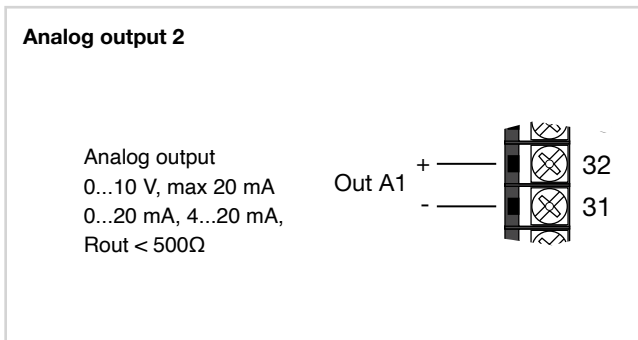 Analog output 2
Analog output
0...10 V, max 20 mA
0...20 mA, 4...20 mA,
Rout < 500Ω
Out A1
+
-
32
31